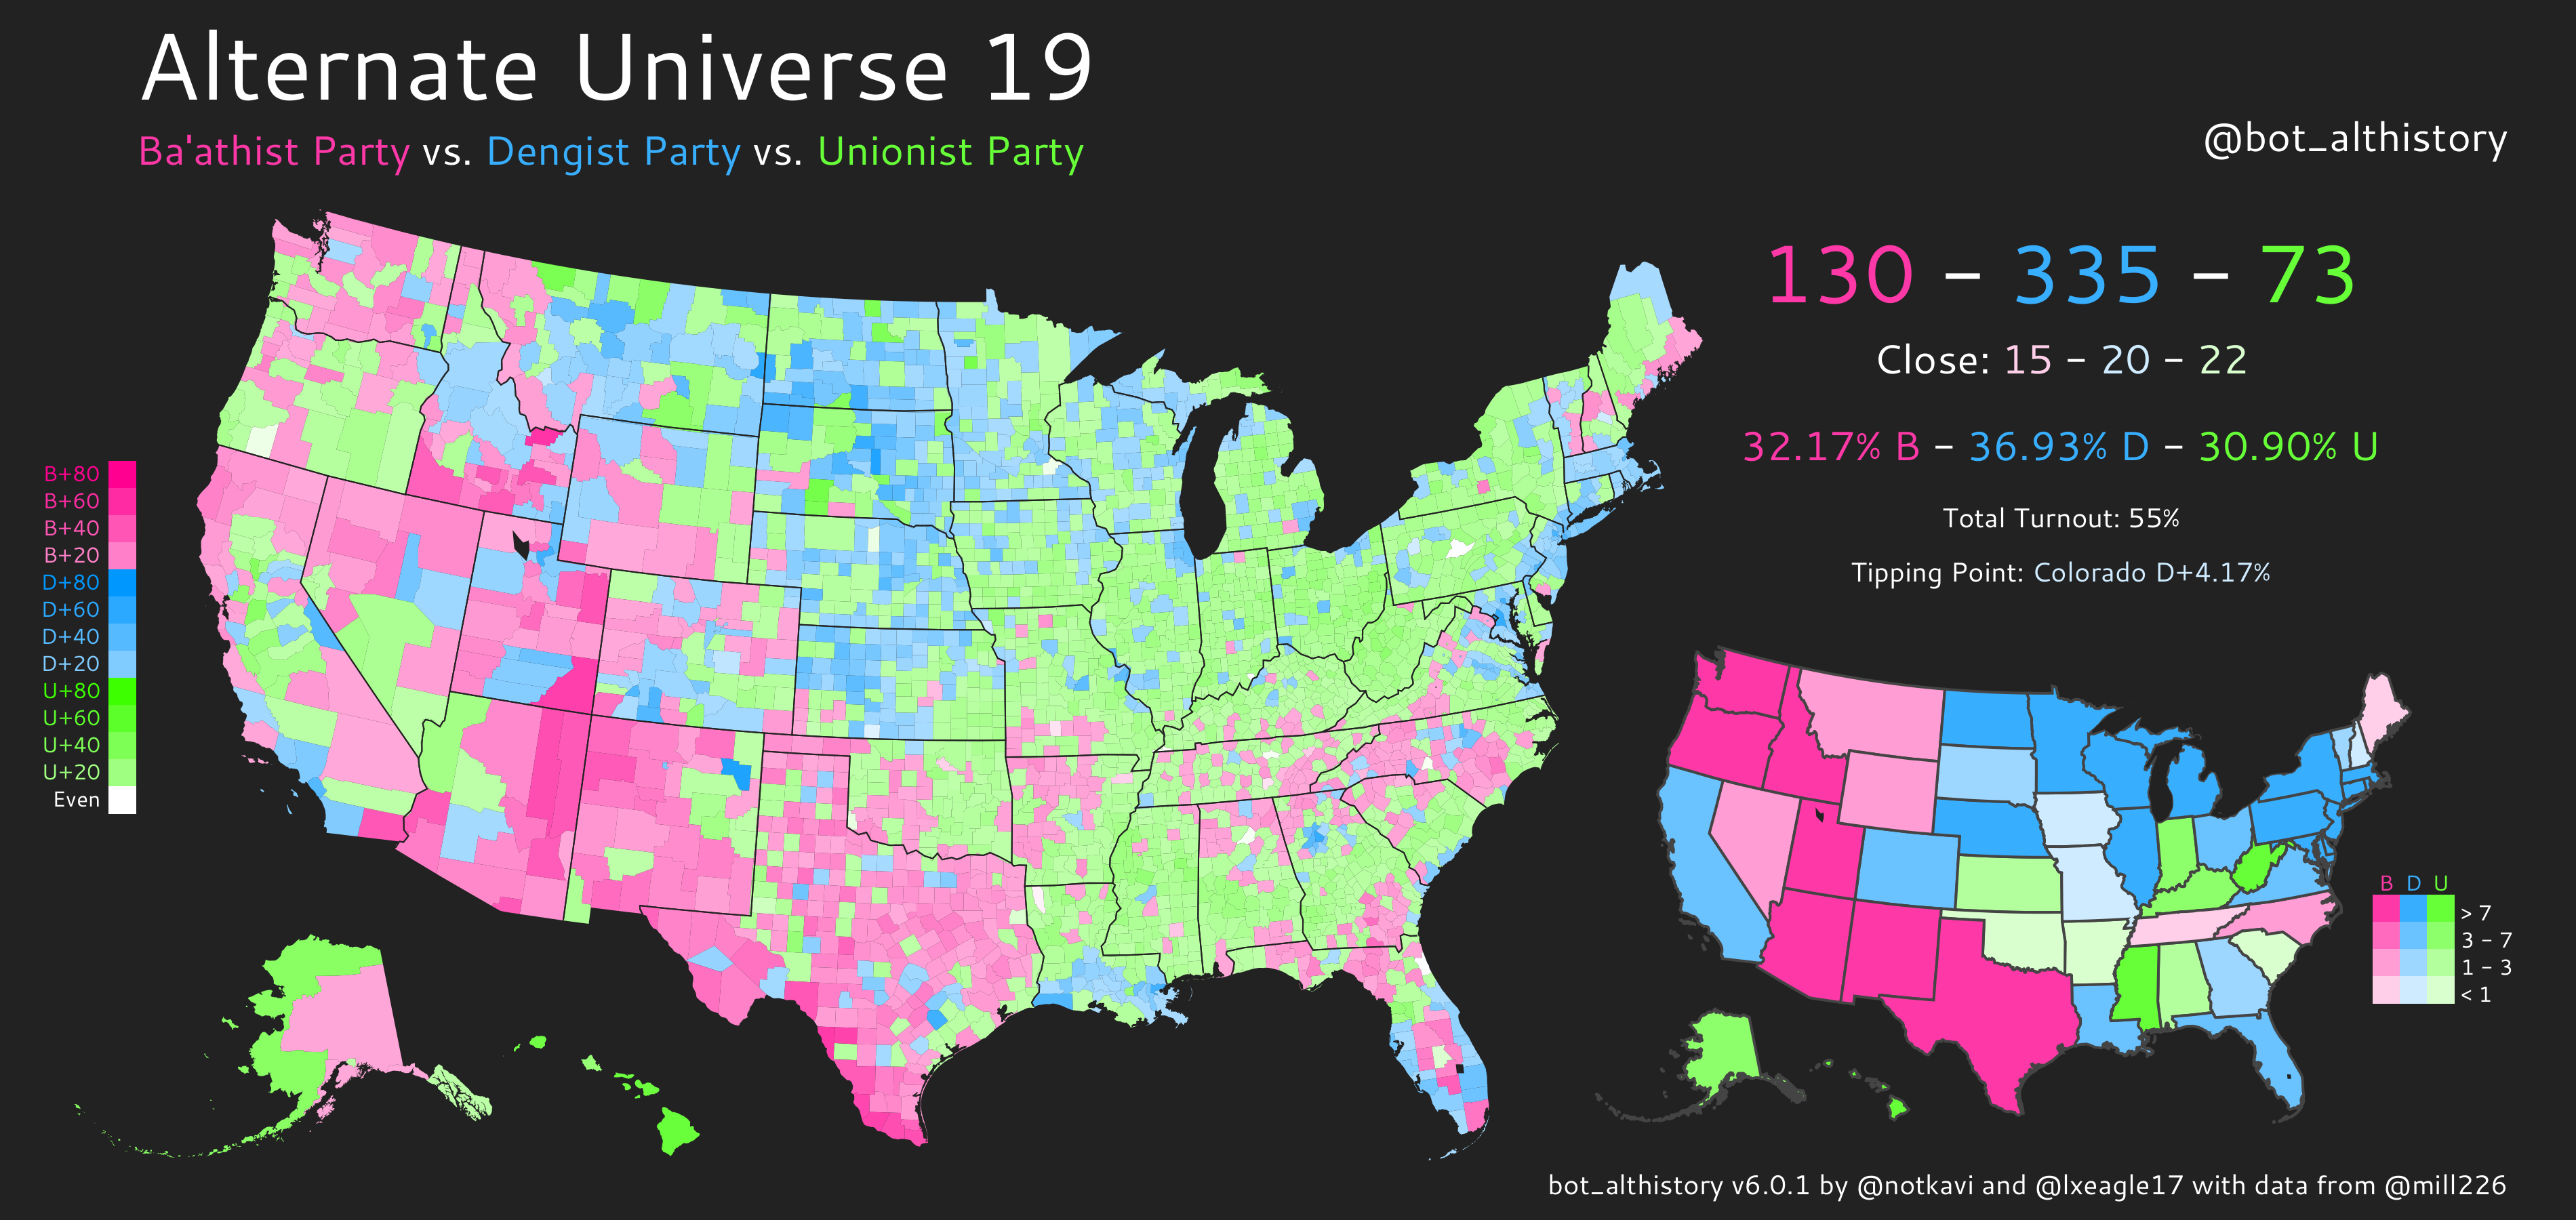 Alternate Universe 19
Ba'athist Party vs. Dengist Party vs. Unionist Party
@bot_althistory
130 – 335 – 73
Close: 15 – 20 – 22
32.17% B – 36.93% D – 30.90% U
Total Turnout: 55%
Tipping Point: Colorado D+4.17%
B+80
B+60
B+40
B+20
D+80
D+60
D+40
D+20
U+80
U+60
U+40
U+20
Even
B D U
> 7
3 – 7
1 – 3
< 1
bot_althistory v6.0.1 by @notkavi and @lxeagle17 with data from @mill226